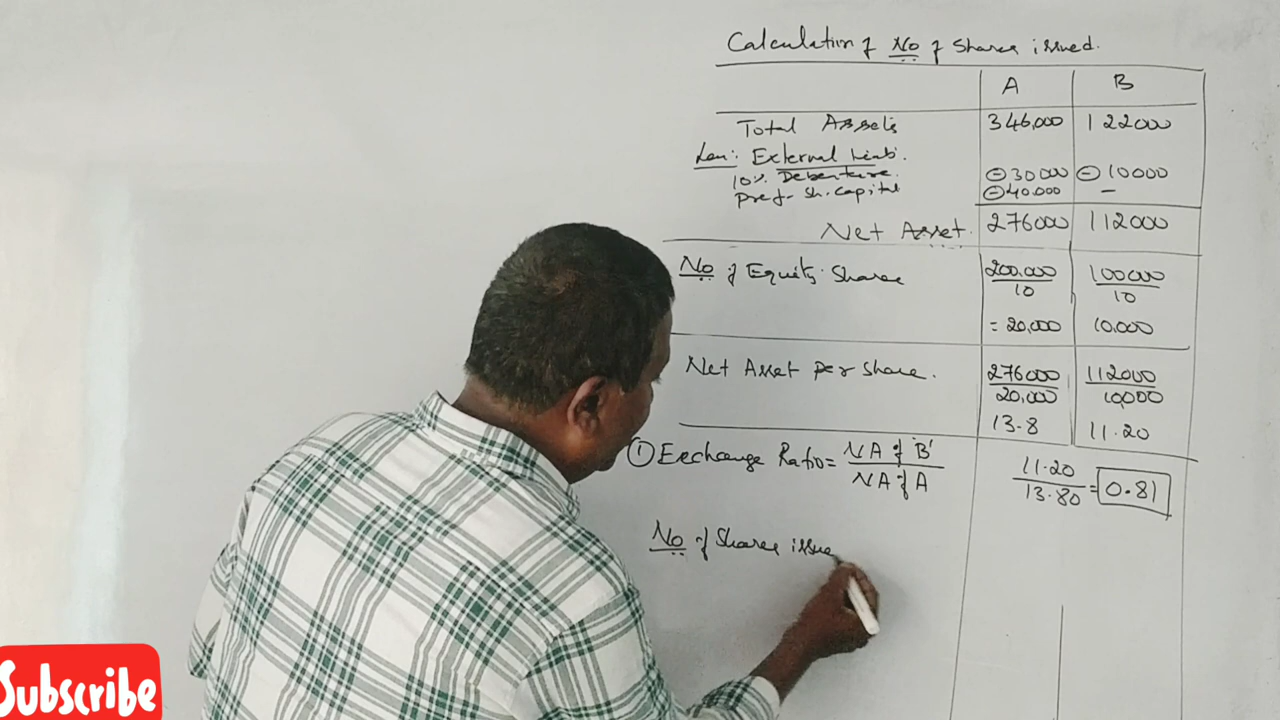 Calculation of No of Shares issued.
A B
Total Assets 346,000 122000
Less: External Liab.
10% Debenture. ⊖30000 ⊖10000
Pref. Sh. Capital ⊖40.000 –
Net Asset. 276000 112000
No of Equity Shares 200,000/10 100000/10
= 20,000 10,000
Net Asset per Share. 276000/20,000 112000/10,000
13.8 11.20
① Exchange Ratio = NA of 'B'/NA of A 11.20/13.80 = 0.81
No of Shares issue
Subscribe